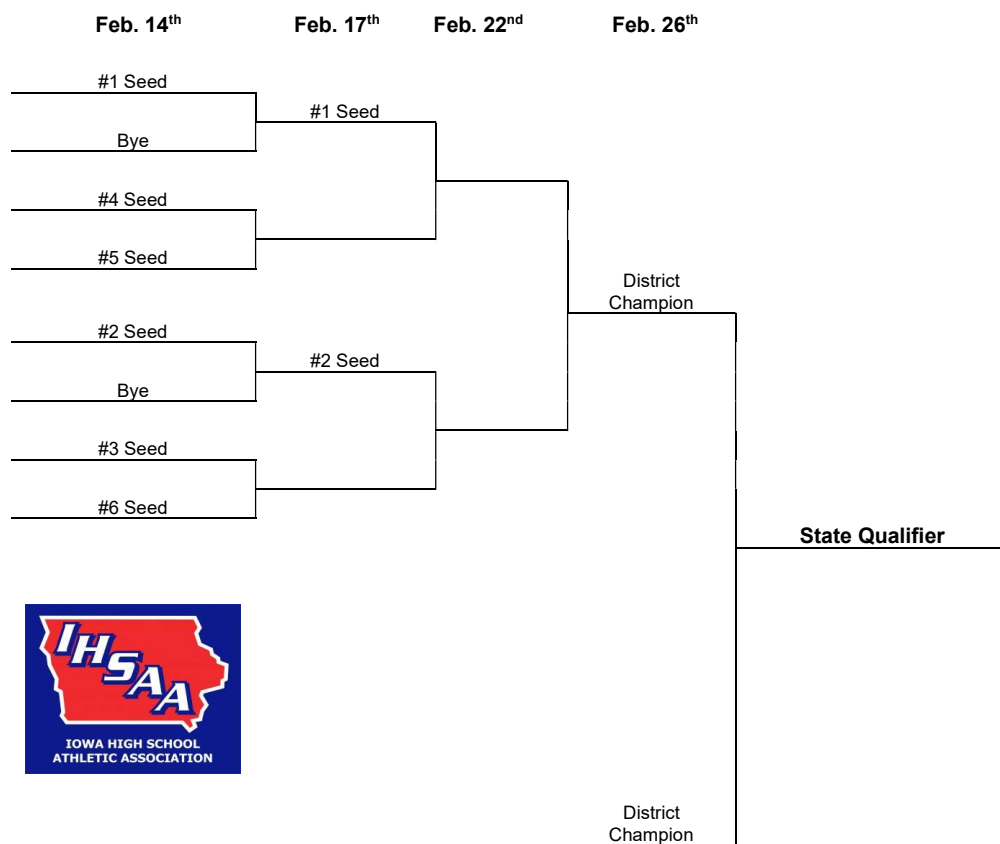 Feb. 14th Feb. 17th Feb. 22nd Feb. 26th
#1 Seed
#1 Seed
Bye
#4 Seed
#5 Seed
District
Champion
#2 Seed
#2 Seed
Bye
#3 Seed
#6 Seed
State Qualifier
IHSAA
IOWA HIGH SCHOOL
ATHLETIC ASSOCIATION
District
Champion